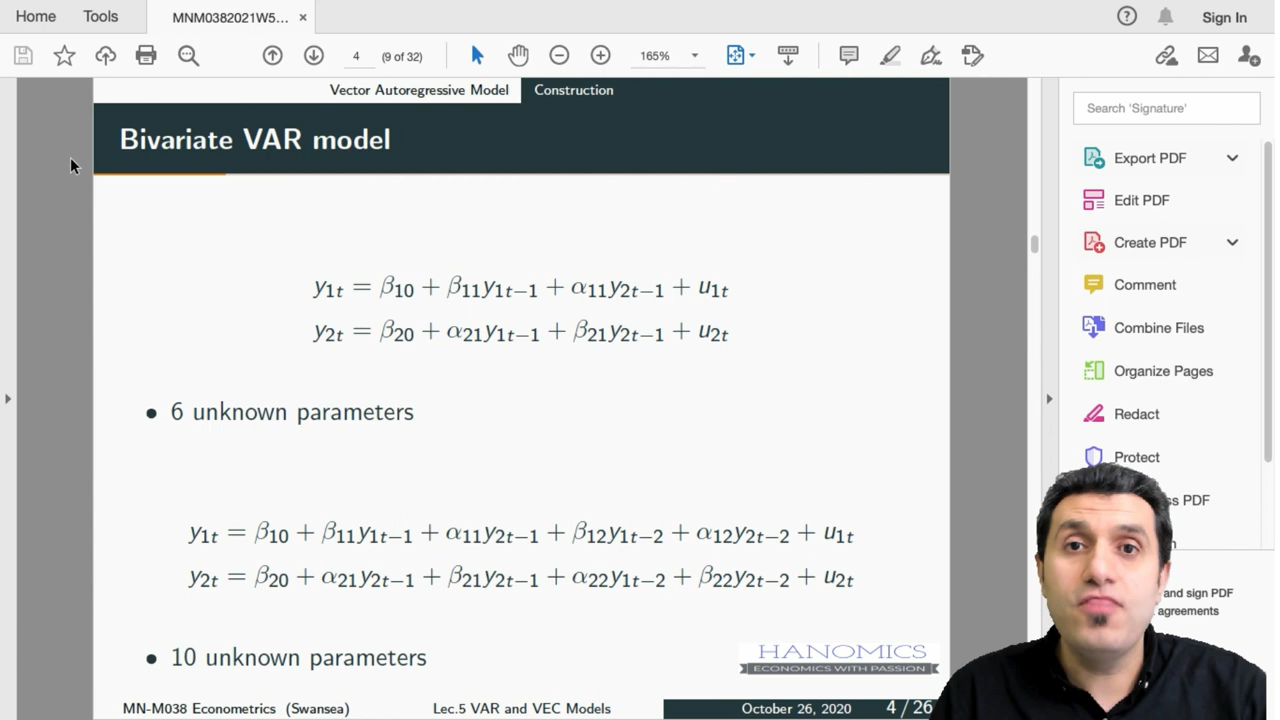 Home Tools MNM0382021W5... × Sign In
4 (9 of 32) 165%
Vector Autoregressive Model Construction
Bivariate VAR model
y1t = β10 + β11y1t−1 + α11y2t−1 + u1t
y2t = β20 + α21y1t−1 + β21y2t−1 + u2t
• 6 unknown parameters
y1t = β10 + β11y1t−1 + α11y2t−1 + β12y1t−2 + α12y2t−2 + u1t
y2t = β20 + α21y2t−1 + β21y2t−1 + α22y1t−2 + β22y2t−2 + u2t
• 10 unknown parameters
HANOMICS
ECONOMICS WITH PASSION
MN-M038 Econometrics (Swansea) Lec.5 VAR and VEC Models October 26, 2020 4 / 26
Search 'Signature'
Export PDF
Edit PDF
Create PDF
Comment
Combine Files
Organize Pages
Redact
Protect
PDF
and sign PDF
agreements